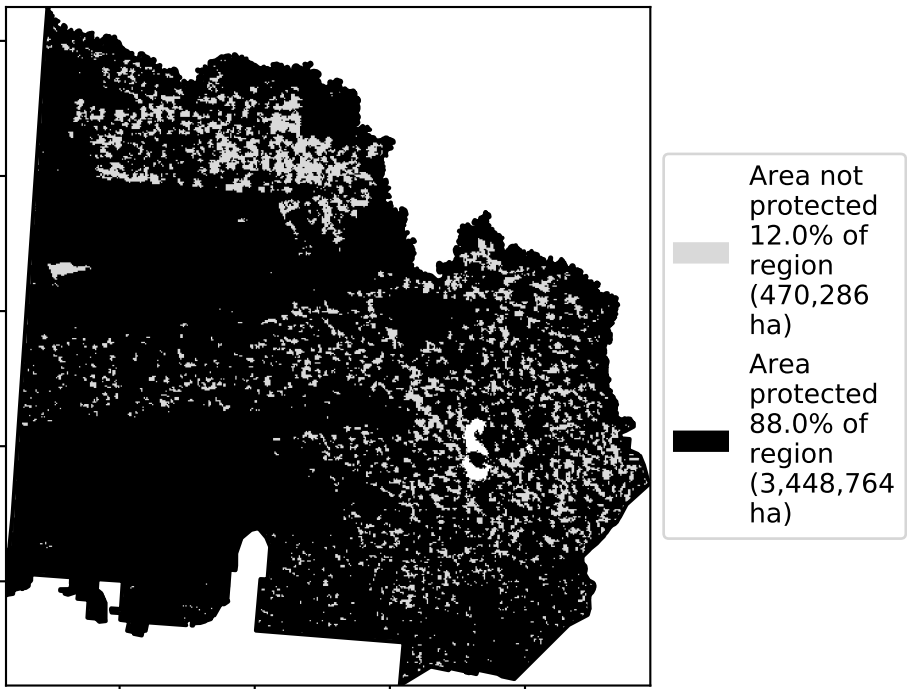 Area not
protected
12.0% of
region
(470,286
ha)
Area
protected
88.0% of
region
(3,448,764
ha)